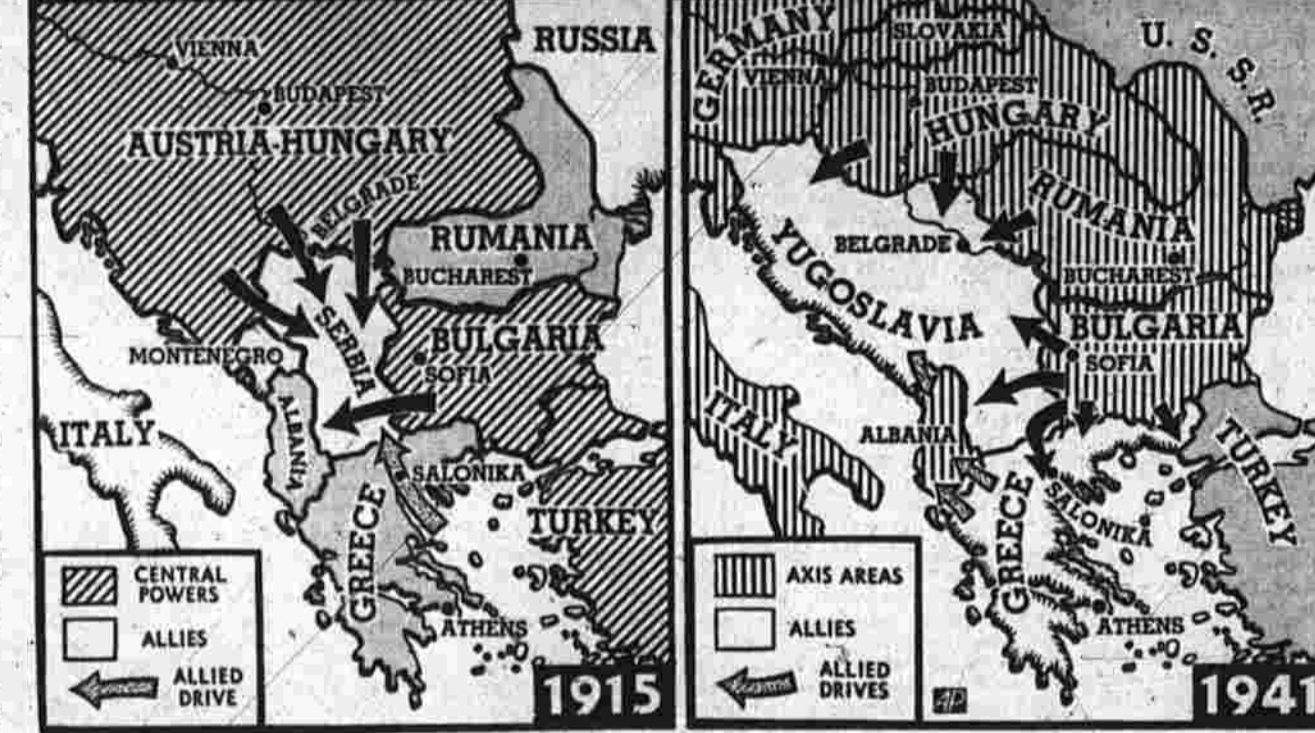 VIENNA
RUSSIA
BUDAPEST
AUSTRIA-HUNGARY
BELGRADE
RUMANIA
BUCHAREST
SERBIA
BULGARIA
MONTENEGRO
SOFIA
ALBANIA
ITALY
SALONIKA
GREECE
TURKEY
ATHENS
CENTRAL
POWERS
ALLIES
ALLIED
DRIVE
1915
GERMANY
SLOVAKIA
U. S. S. R.
VIENNA
BUDAPEST
HUNGARY
RUMANIA
BELGRADE
YUGOSLAVIA
BUCHAREST
BULGARIA
SOFIA
ITALY
ALBANIA
TURKEY
GREECE
SALONIKA
ATHENS
AXIS AREAS
ALLIES
ALLIED
DRIVES
AP
1941